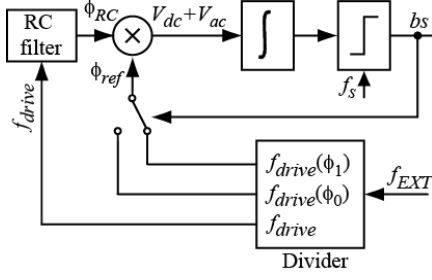 RC
filter
ϕRC
Vdc+Vac
∫
bs
×
ϕref
fs
fdrive
fdrive(ϕ1)
fdrive(ϕ0)
fdrive
fEXT
Divider